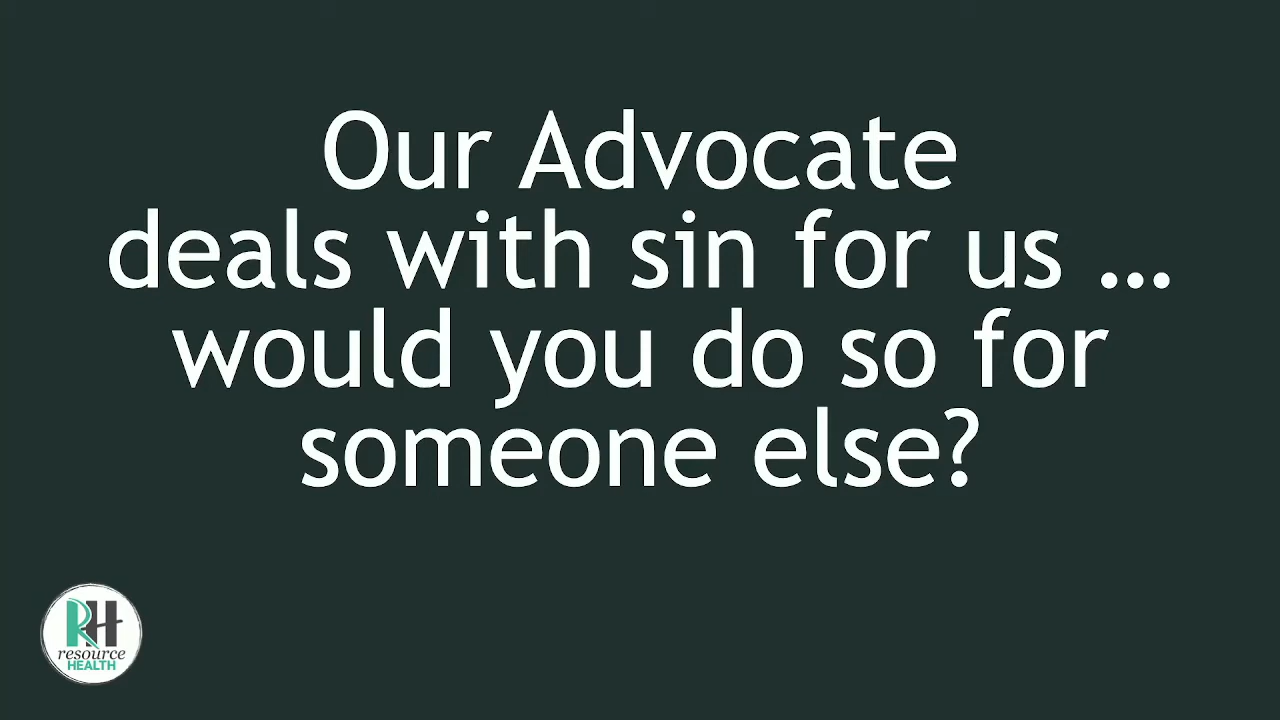 Our Advocate
deals with sin for us ...
would you do so for
someone else?
RH
resource
HEALTH